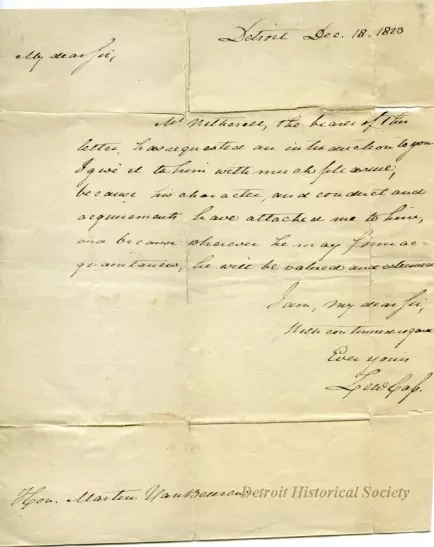 Detroit Dec. 18. 1823
My dear Sir,
Mr Witherell, the bearer of this
letter, has requested an introduction to you
I give it to him with much pleasure,
because his character, and conduct and
acquirements have attached me to him,
and because wherever he may form ac-
quaintances, he will be valued and esteemed
I am, my dear Sir,
With continued regard
Ever yours
Lew Cass.
Hon. Martin Van Beuren
Detroit Historical Society